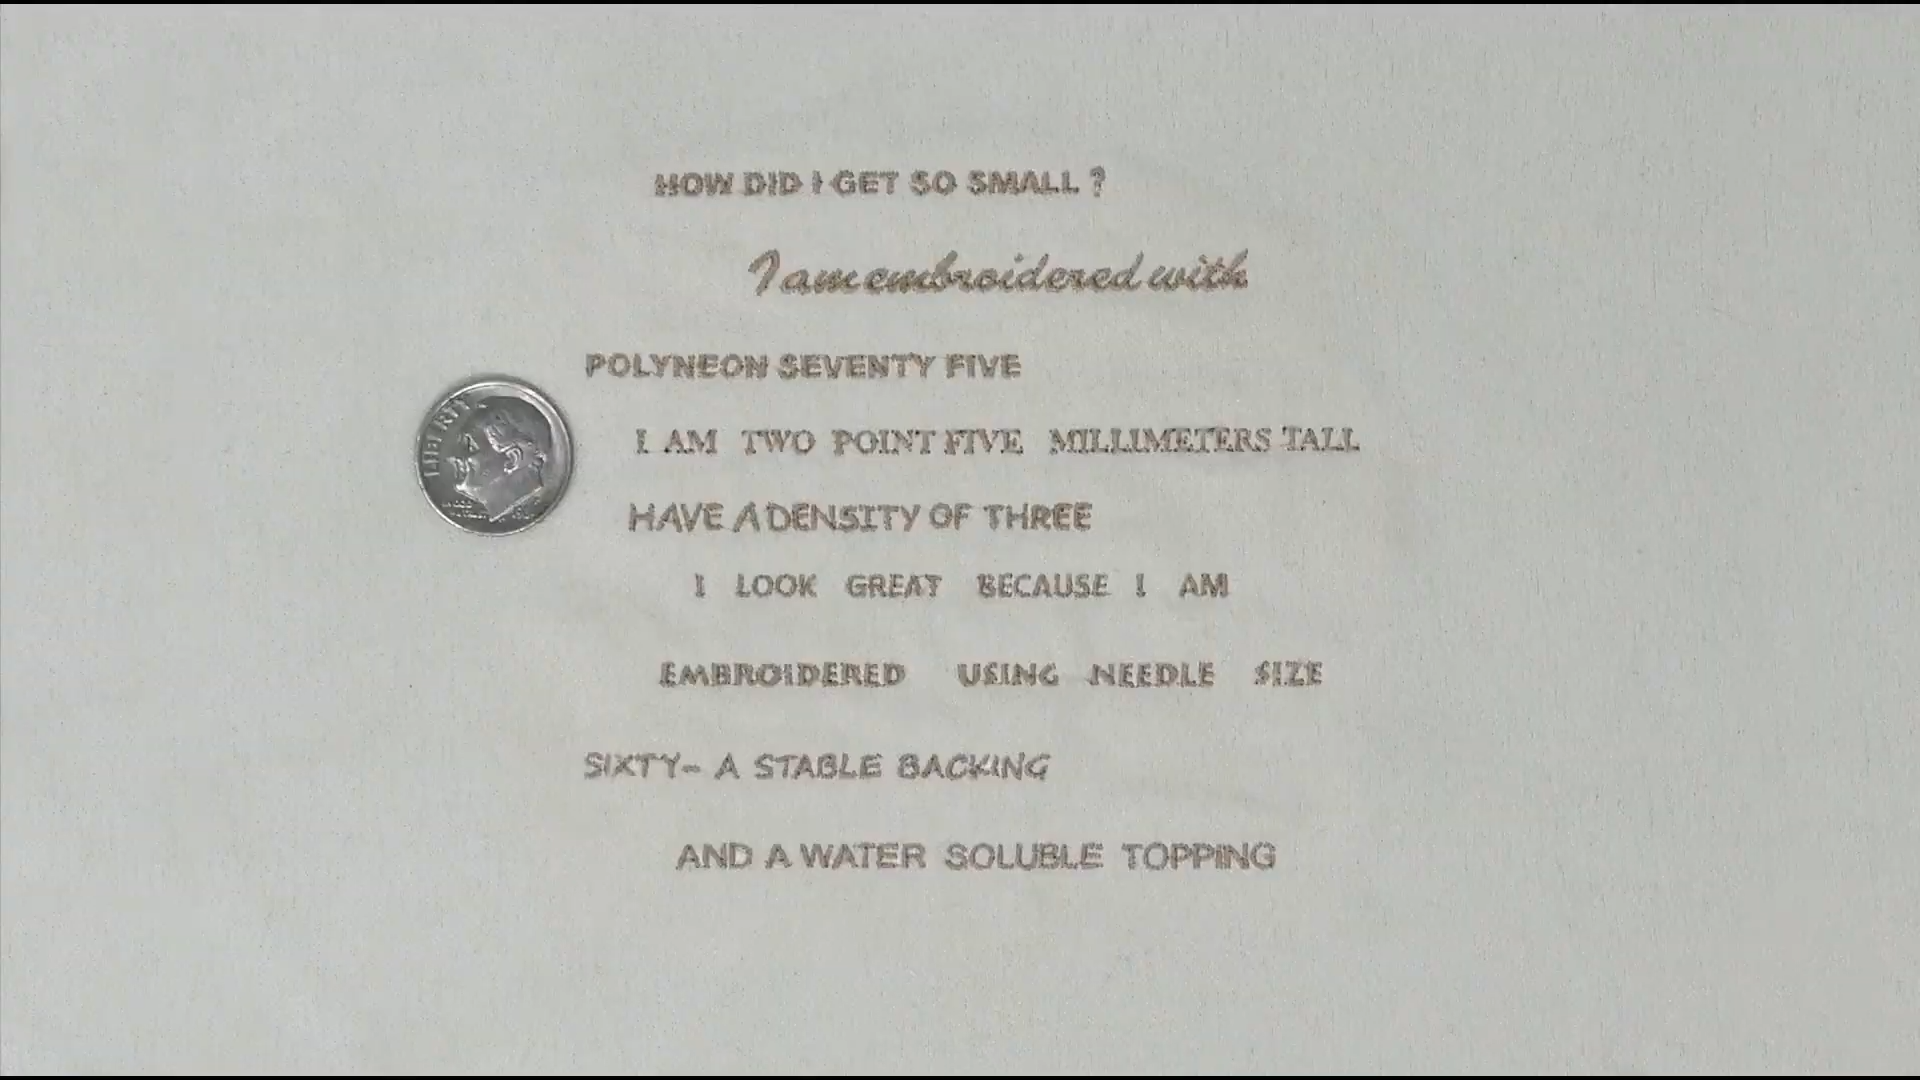 HOW DID I GET SO SMALL ?
I am embroidered with
POLYNEON SEVENTY FIVE
LIBERTY
I AM TWO POINT FIVE MILLIMETERS TALL
HAVE A DENSITY OF THREE
I LOOK GREAT BECAUSE I AM
EMBROIDERED USING NEEDLE SIZE
SIXTY- A STABLE BACKING
AND A WATER SOLUBLE TOPPING